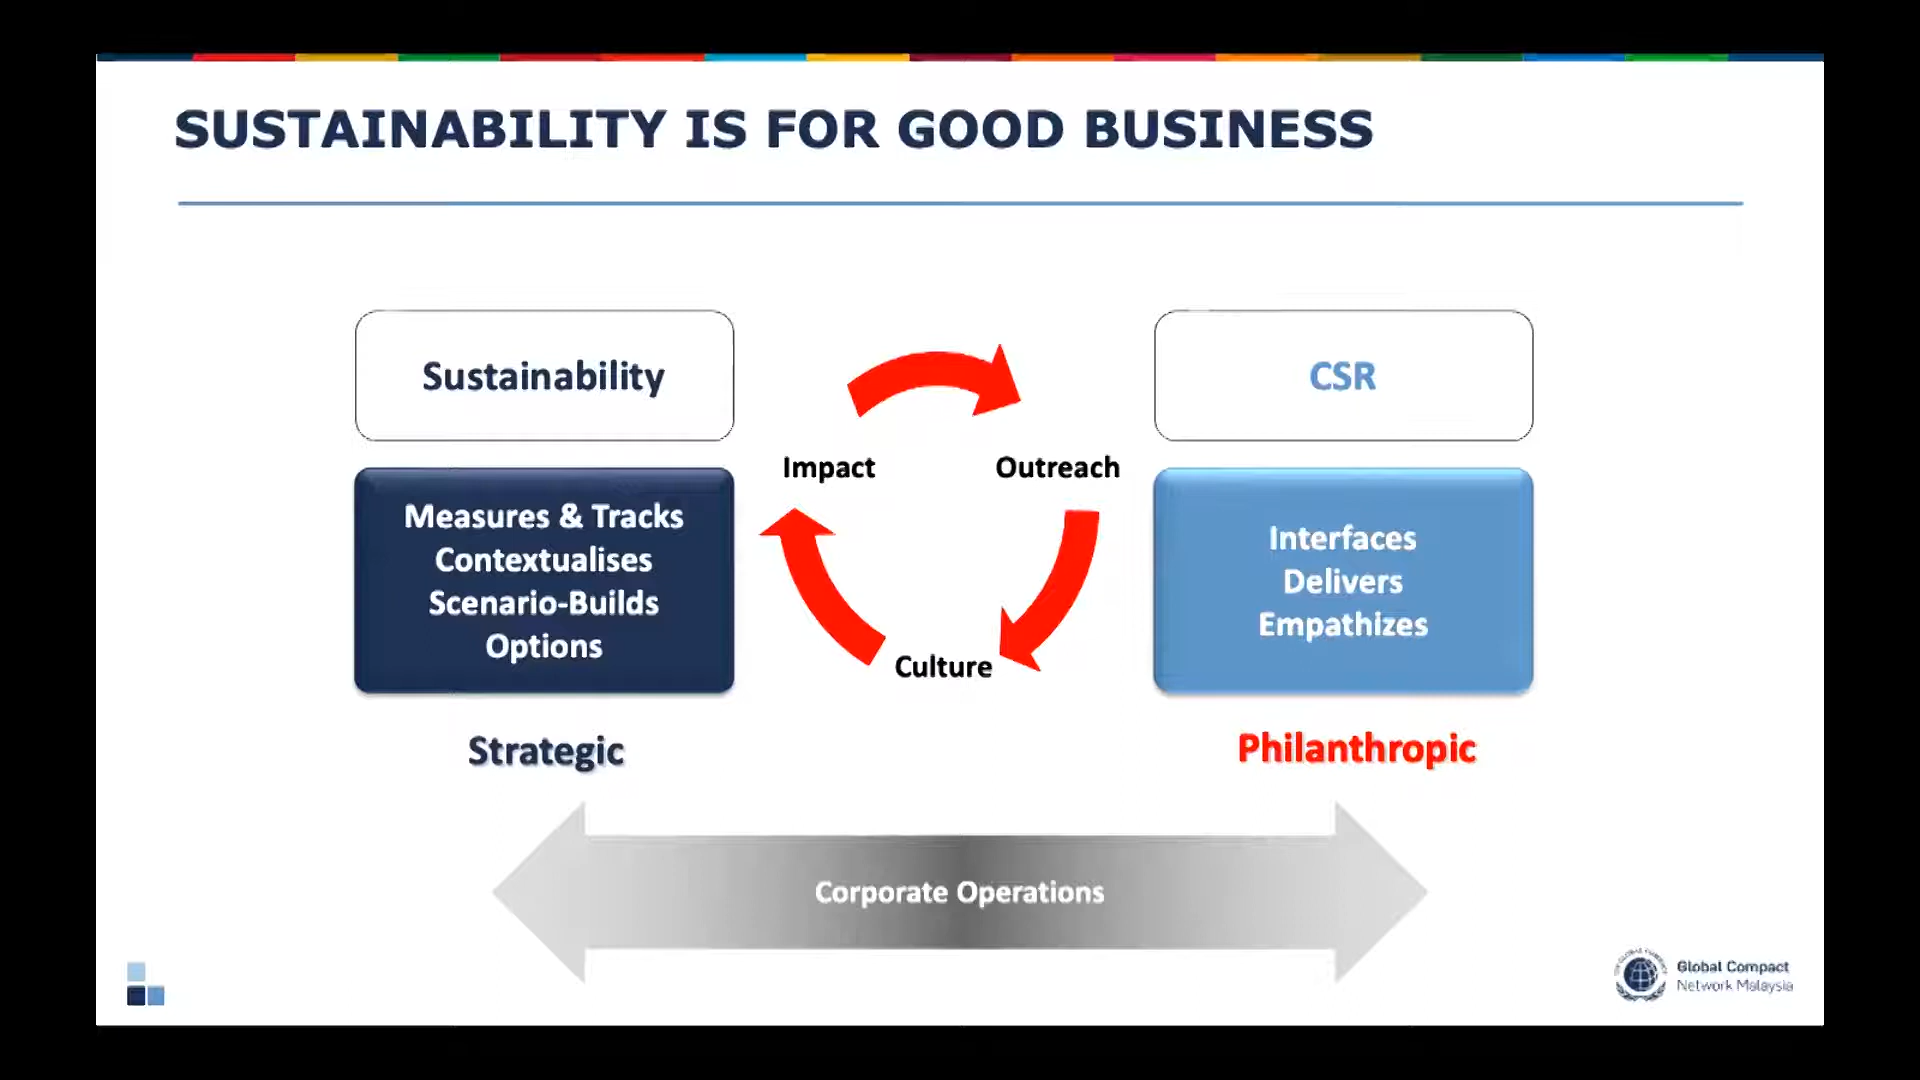 SUSTAINABILITY IS FOR GOOD BUSINESS
Sustainability
CSR
Impact
Outreach
Culture
Measures & Tracks
Contextualises
Scenario-Builds
Options
Interfaces
Delivers
Empathizes
Strategic
Philanthropic
Corporate Operations
Global Compact
Network Malaysia